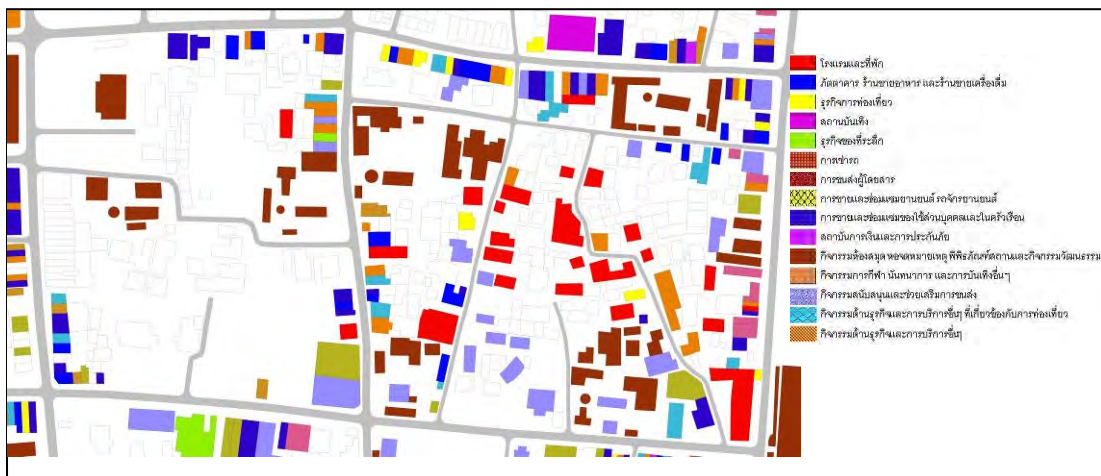 โรงแรมและที่พัก
ภัตตาคาร ร้านขายอาหาร และร้านขายเครื่องดื่ม
ธุรกิจการท่องเที่ยว
สถานบันเทิง
ธุรกิจของที่ระลึก
การเช่ารถ
การขนส่งผู้โดยสาร
การขายและซ่อมแซมยานยนต์ รถจักรยานยนต์
การขายและซ่อมแซมของใช้ส่วนบุคคลและในครัวเรือน
สถาบันการเงินและการประกันภัย
กิจกรรมห้องสมุด หอจดหมายเหตุ พิพิธภัณฑ์สถานและกิจกรรมวัฒนธรรม
กิจกรรมการกีฬา นันทนาการ และการบันเทิงอื่นๆ
กิจกรรมสนับสนุนและช่วยเสริมการขนส่ง
กิจกรรมด้านธุรกิจและการบริการอื่นๆ ที่เกี่ยวข้องกับการท่องเที่ยว
กิจกรรมด้านธุรกิจและการบริการอื่นๆ